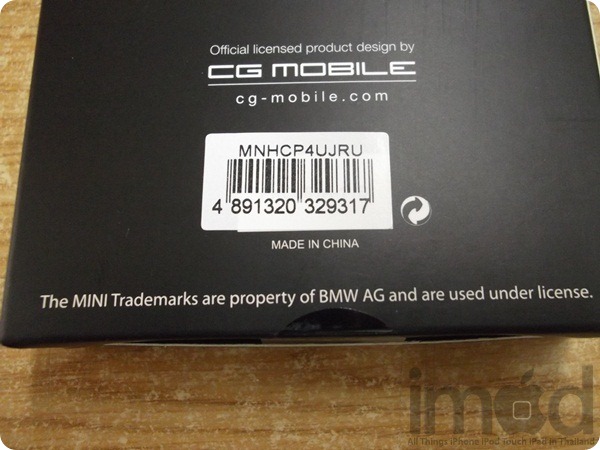 Official licensed product design by
CG MOBILE
cg-mobile.com
MNHCP4UJRU
4 891320 329317
MADE IN CHINA
The MINI Trademarks are property of BMW AG and are used under license.
imod
All Things iPhone iPod Touch iPad in Thailand